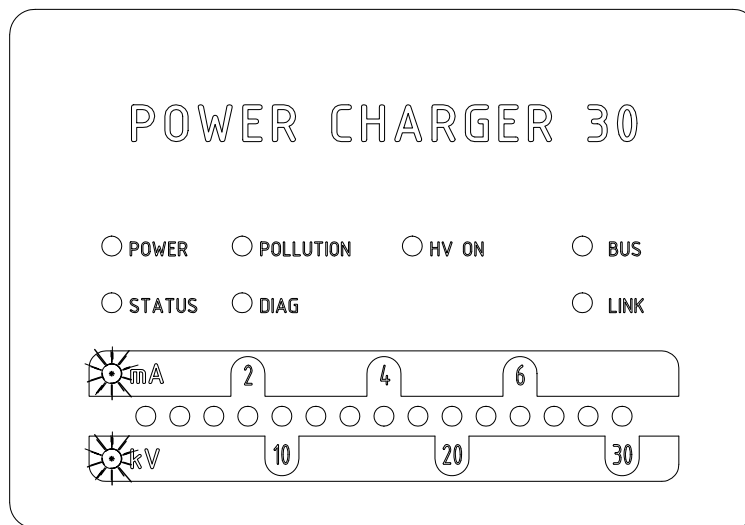 POWER CHARGER 30
POWER POLLUTION HV ON BUS
STATUS DIAG LINK
mA 2 4 6
kV 10 20 30